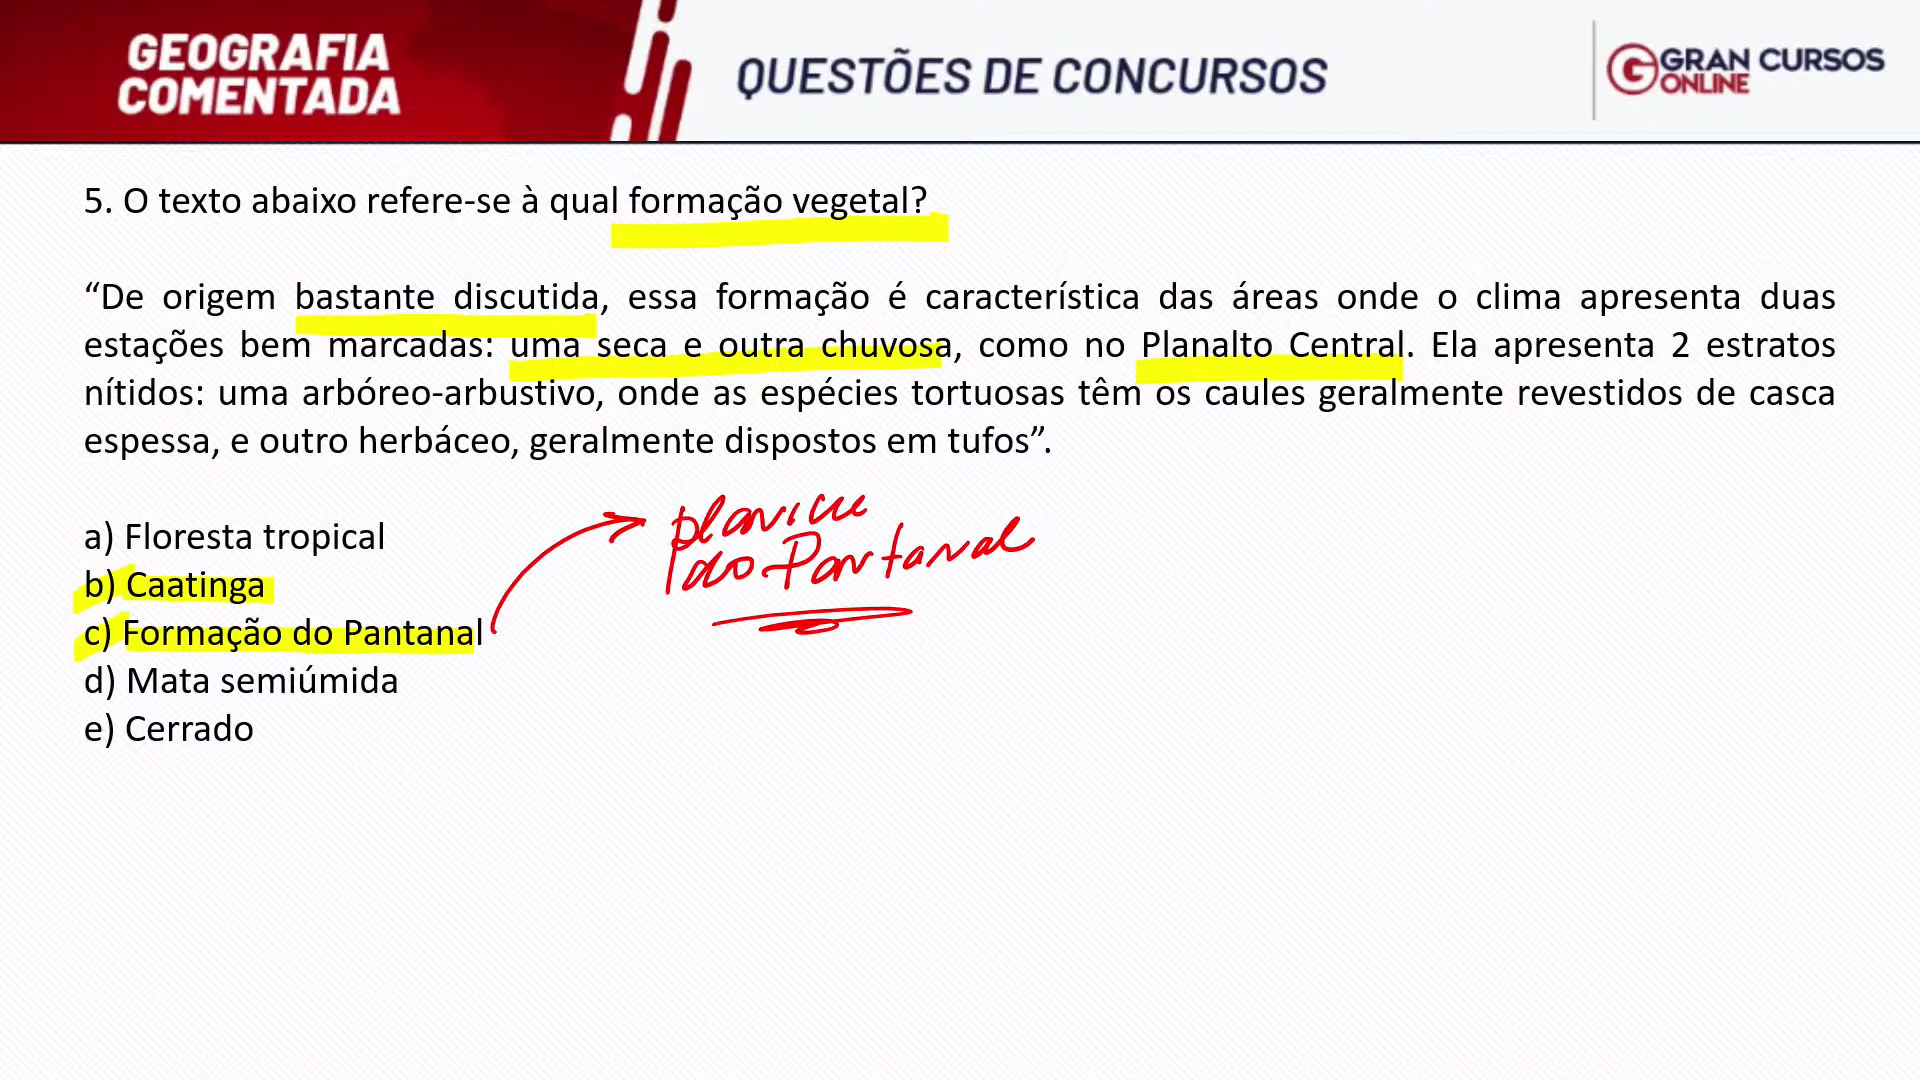 GEOGRAFIA
COMENTADA
QUESTÕES DE CONCURSOS
GRAN CURSOS
ONLINE
5. O texto abaixo refere-se à qual formação vegetal?
“De origem bastante discutida, essa formação é característica das áreas onde o clima apresenta duas
estações bem marcadas: uma seca e outra chuvosa, como no Planalto Central. Ela apresenta 2 estratos
nítidos: uma arbóreo-arbustivo, onde as espécies tortuosas têm os caules geralmente revestidos de casca
espessa, e outro herbáceo, geralmente dispostos em tufos”.
a) Floresta tropical
b) Caatinga
c) Formação do Pantanal
d) Mata semiúmida
e) Cerrado
do Pantanal